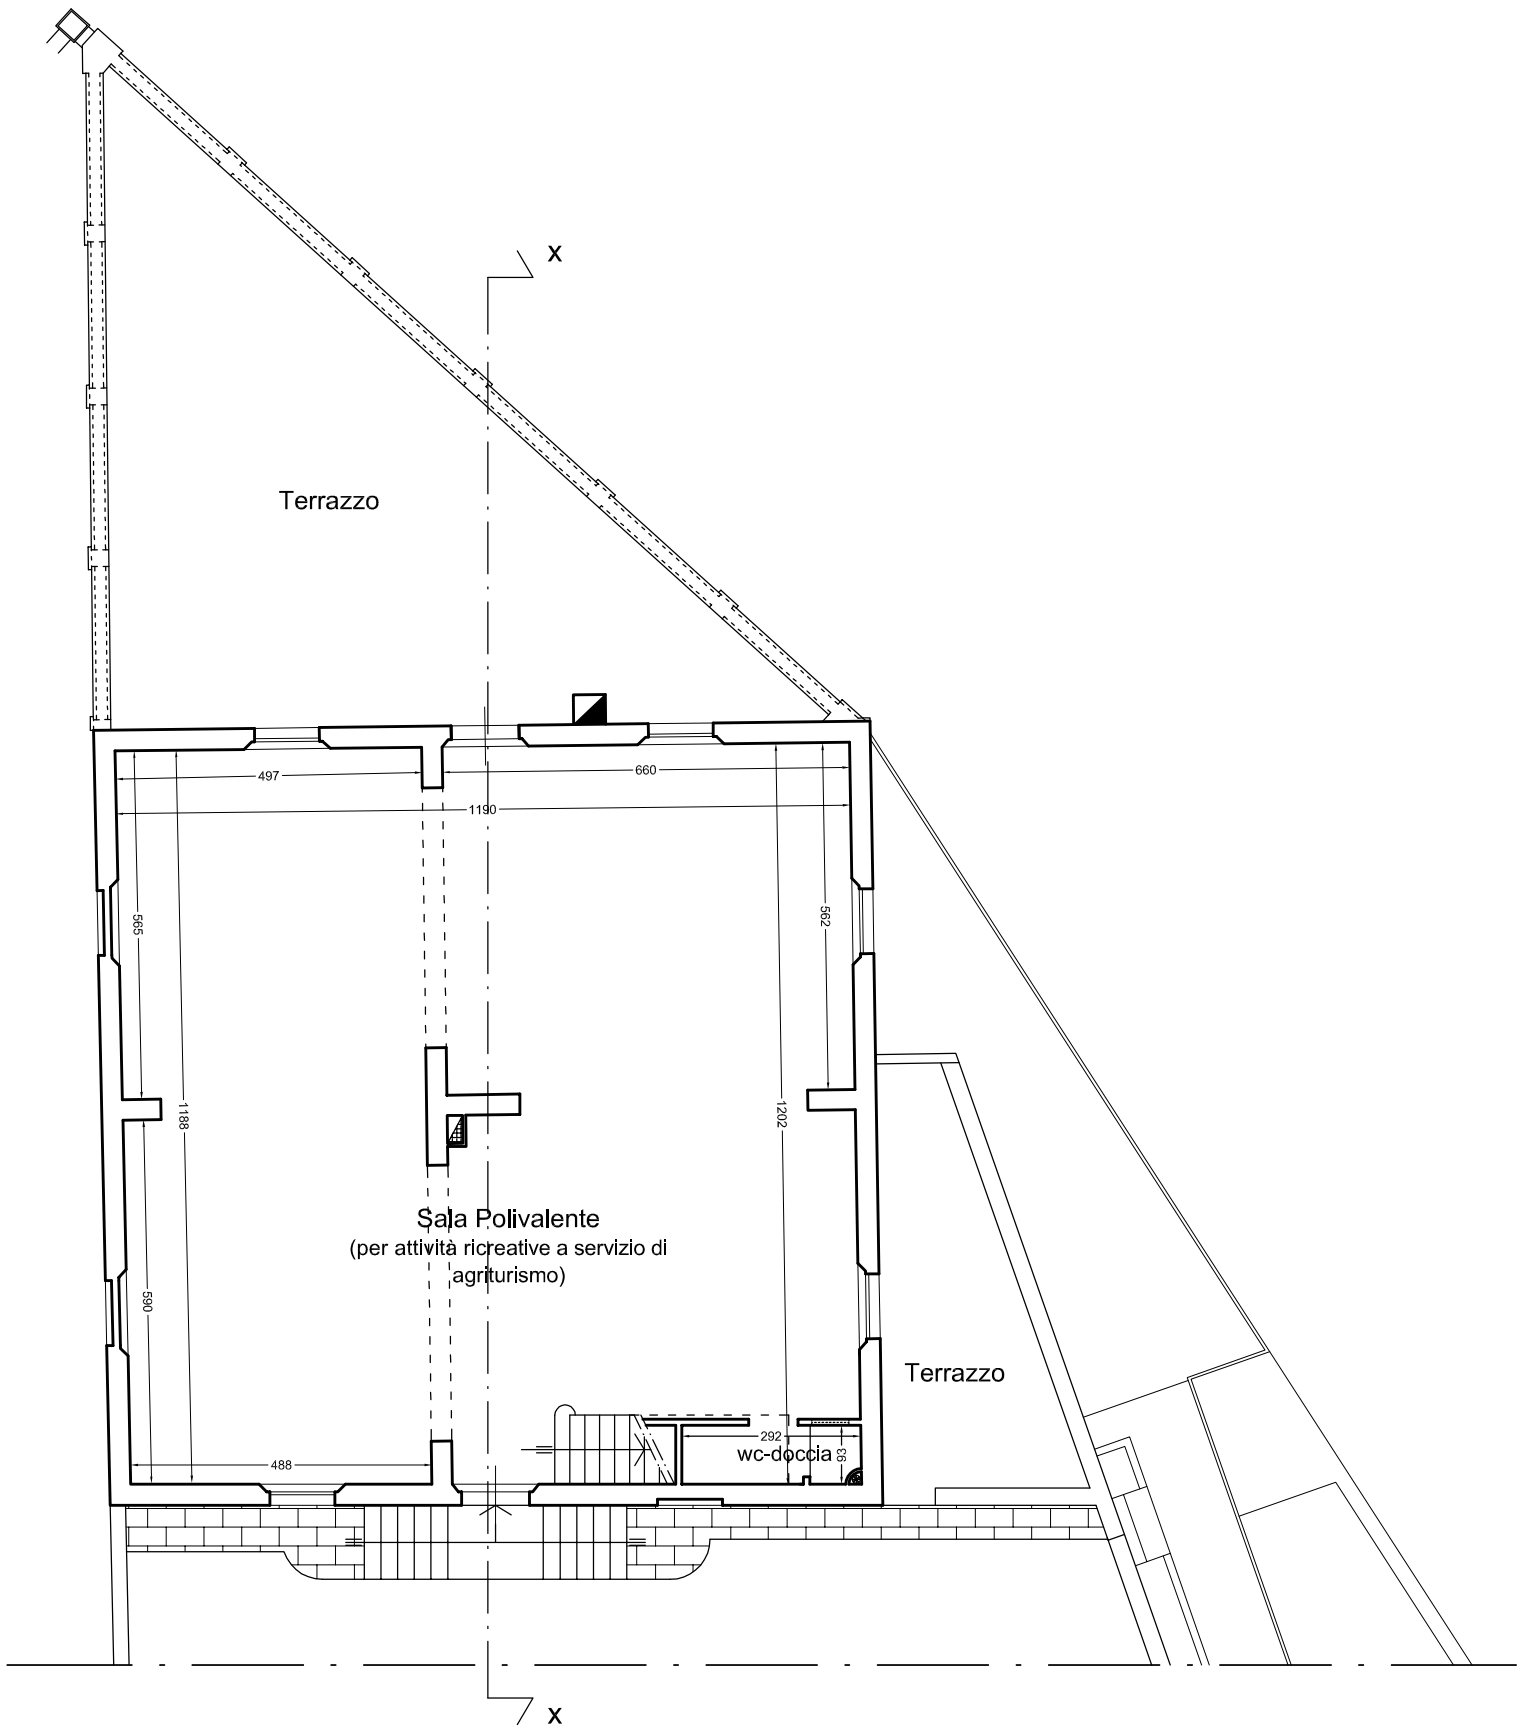 x
Terrazzo
497
660
1190
565
562
1188
1202
Sala Polivalente
(per attività ricreative a servizio di
agriturismo)
590
Terrazzo
292
wc-doccia
93
488
x